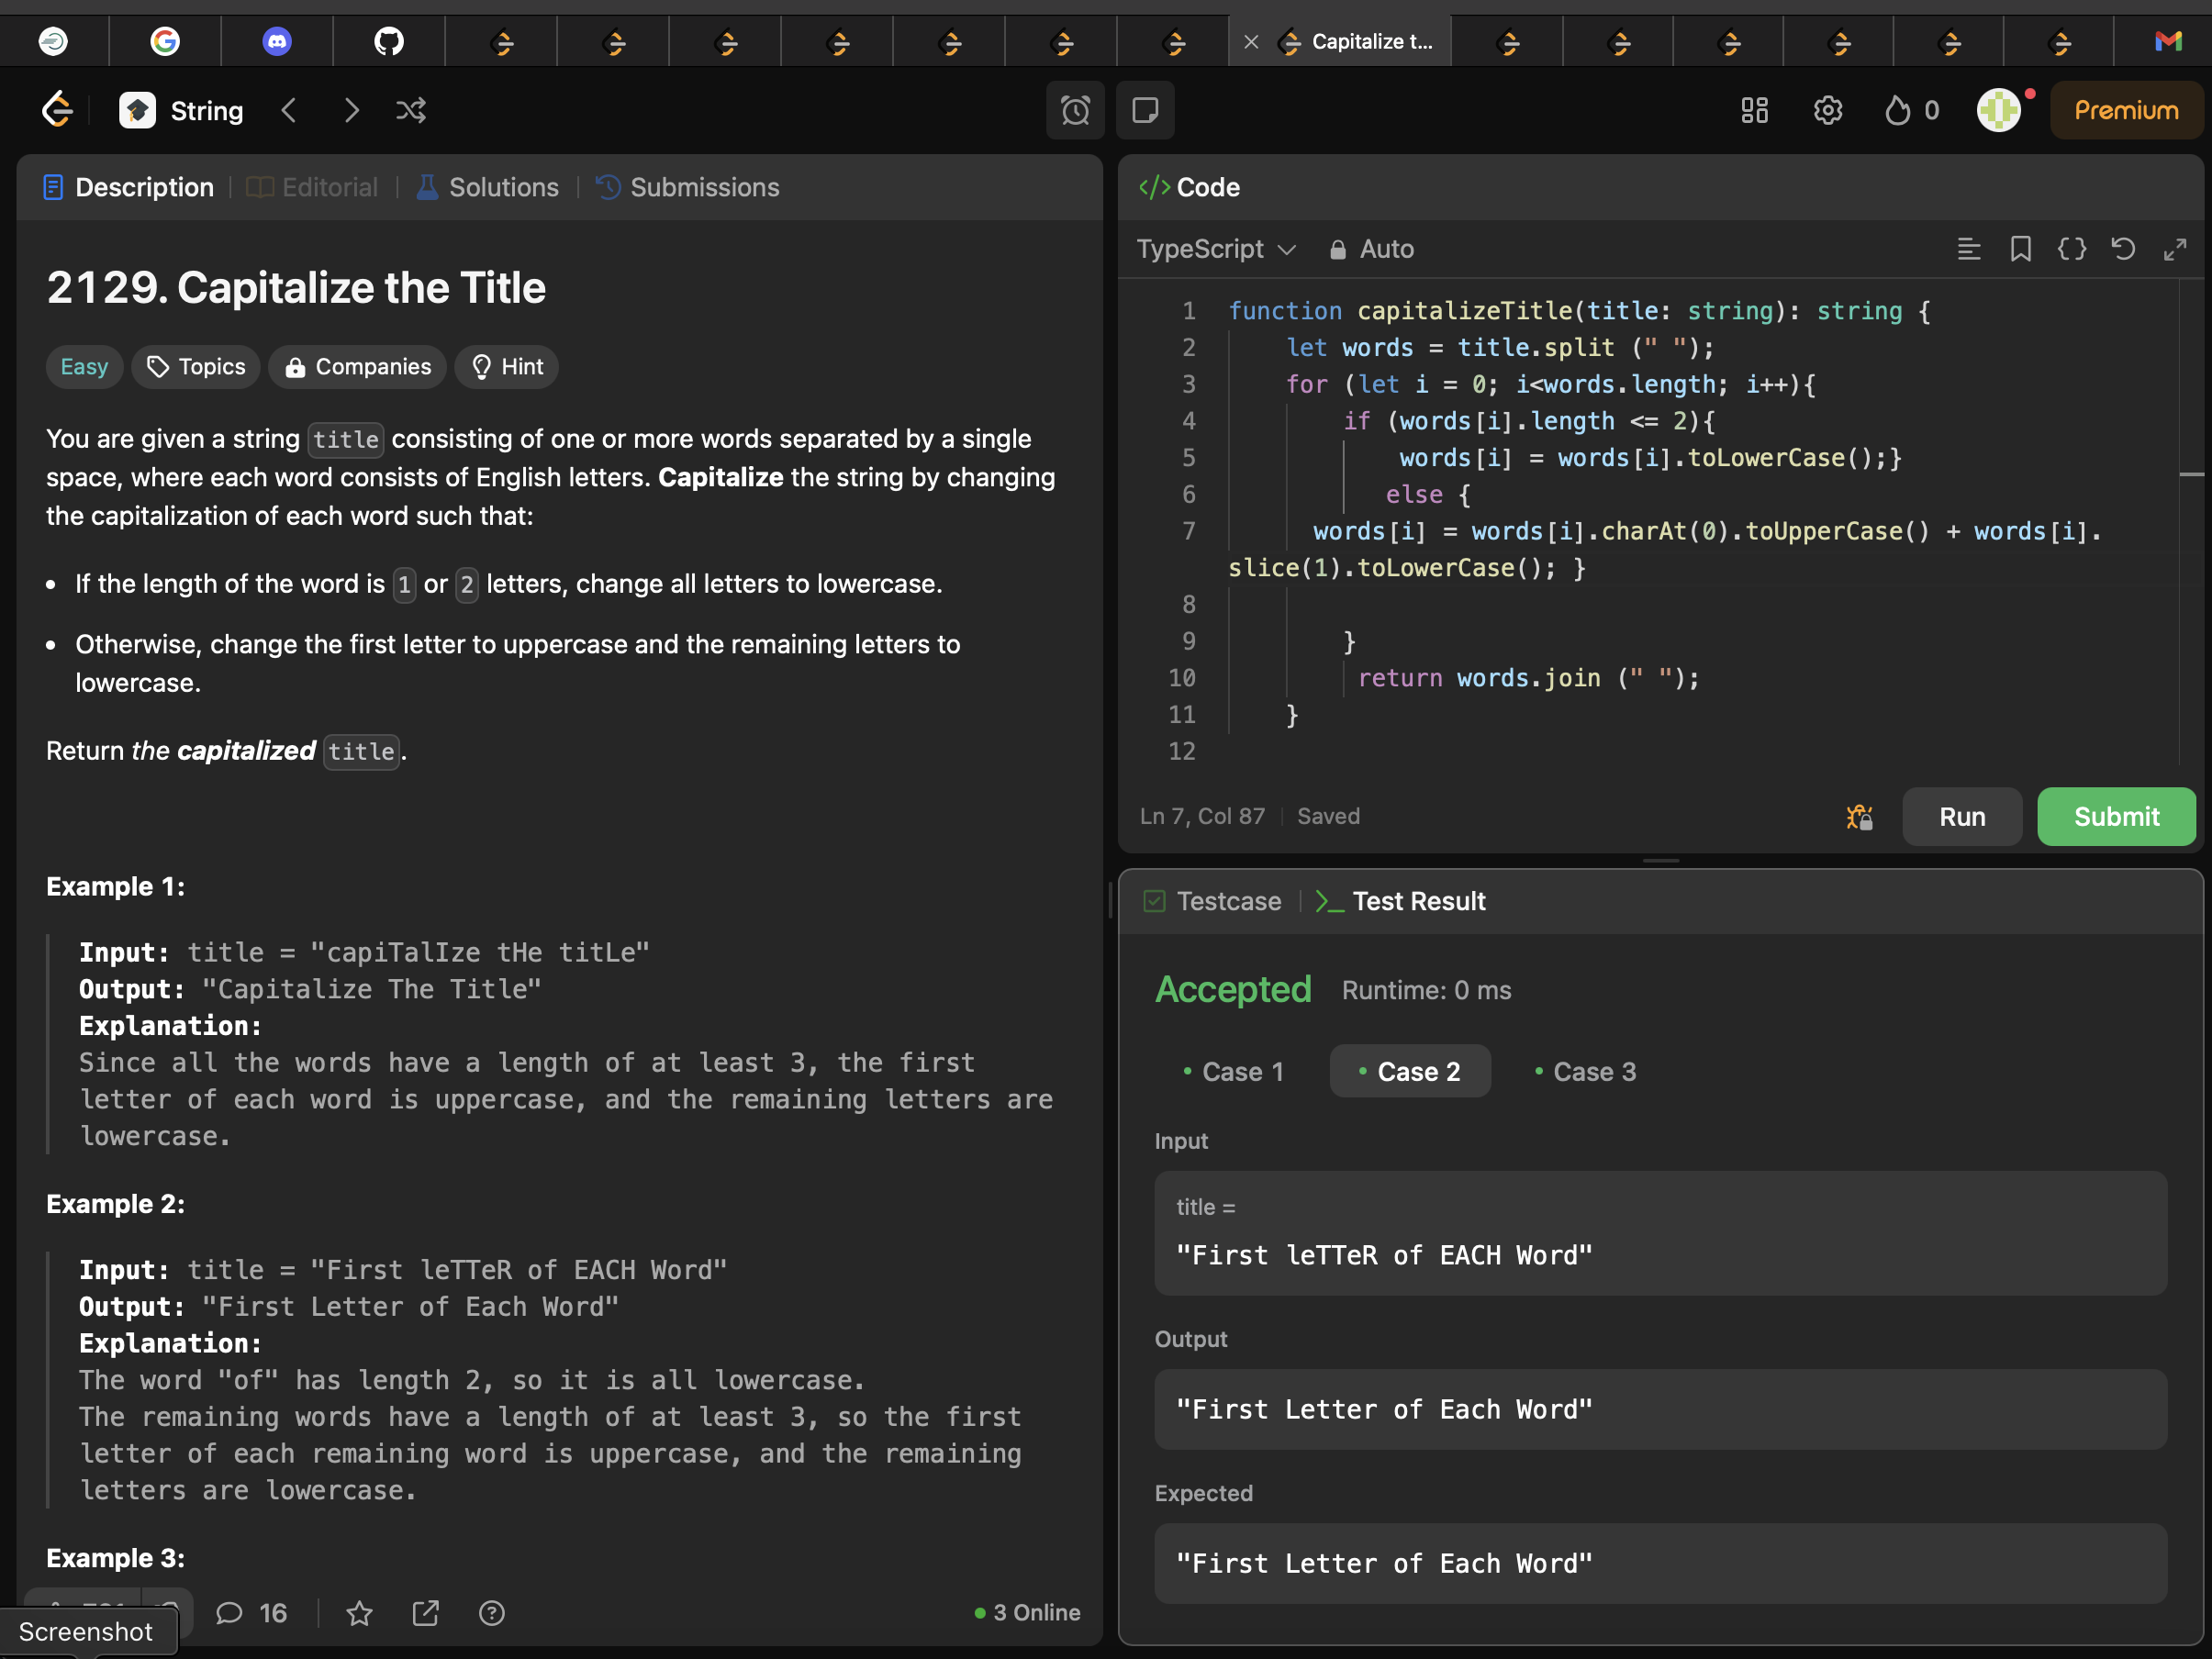 Capitalize t...
String
0
Premium
Description
Editorial
Solutions
Submissions
2129. Capitalize the Title
Easy
Topics
Companies
Hint
You are given a string title consisting of one or more words separated by a single
space, where each word consists of English letters. Capitalize the string by changing
the capitalization of each word such that:
• If the length of the word is 1 or 2 letters, change all letters to lowercase.
• Otherwise, change the first letter to uppercase and the remaining letters to
lowercase.
Return the capitalized title.
Example 1:
Input: title = "capiTalIze tHe titLe"
Output: "Capitalize The Title"
Explanation:
Since all the words have a length of at least 3, the first
letter of each word is uppercase, and the remaining letters are
lowercase.
Example 2:
Input: title = "First leTTeR of EACH Word"
Output: "First Letter of Each Word"
Explanation:
The word "of" has length 2, so it is all lowercase.
The remaining words have a length of at least 3, so the first
letter of each remaining word is uppercase, and the remaining
letters are lowercase.
Example 3:
16
3 Online
Screenshot
</> Code
TypeScript
Auto
1 function capitalizeTitle(title: string): string {
2 let words = title.split (" ");
3 for (let i = 0; i<words.length; i++){
4 if (words[i].length <= 2){
5 words[i] = words[i].toLowerCase();}
6 else {
7 words[i] = words[i].charAt(0).toUpperCase() + words[i].
slice(1).toLowerCase(); }
8
9 }
10 return words.join (" ");
11 }
12
Ln 7, Col 87
Saved
Run
Submit
Testcase
Test Result
Accepted
Runtime: 0 ms
• Case 1
• Case 2
• Case 3
Input
title =
"First leTTeR of EACH Word"
Output
"First Letter of Each Word"
Expected
"First Letter of Each Word"